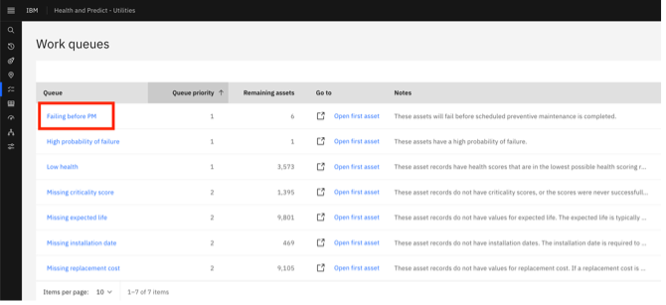 IBM Health and Predict - Utilities
Work queues
Queue Queue priority ↑ Remaining assets Go to Notes
Failing before PM 1 6 Open first asset These assets will fail before scheduled preventive maintenance is completed.
High probability of failure 1 1 Open first asset These assets have a high probability of failure.
Low health 1 3,573 Open first asset These asset records have health scores that are in the lowest possible health scoring r...
Missing criticality score 2 1,395 Open first asset These asset records do not have criticality scores, or the scores were never successfull...
Missing expected life 2 9,801 Open first asset These asset records do not have values for expected life. The expected life is typically ...
Missing installation date 2 469 Open first asset These asset records do not have installation dates. The installation date is required to ...
Missing replacement cost 2 9,105 Open first asset These asset records do not have values for replacement cost. If a replacement cost is ...
Items per page: 10 1–7 of 7 items